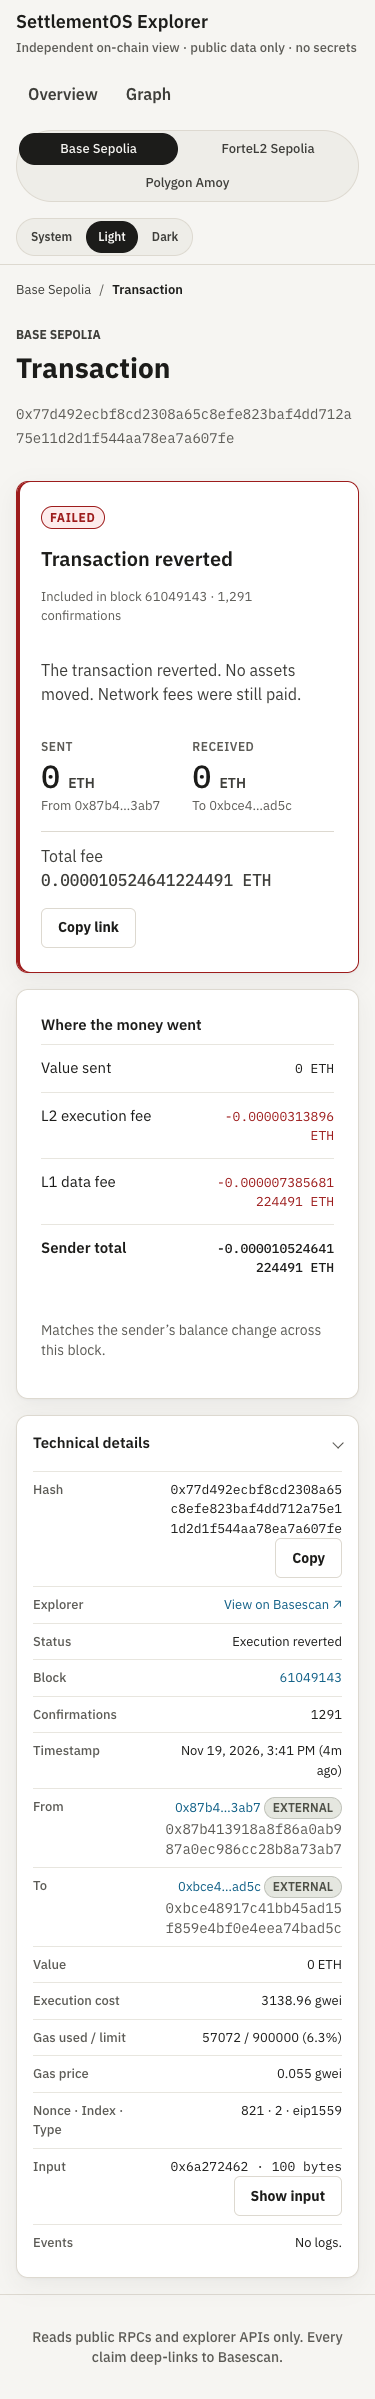 SettlementOS Explorer
Independent on-chain view · public data only · no secrets
Overview Graph
Base Sepolia ForteL2 Sepolia
Polygon Amoy
System Light Dark
Base Sepolia / Transaction
BASE SEPOLIA
Transaction
0x77d492ecbf8cd2308a65c8efe823baf4dd712a
75e11d2d1f544aa78ea7a607fe
FAILED
Transaction reverted
Included in block 61049143 · 1,291
confirmations
The transaction reverted. No assets
moved. Network fees were still paid.
SENT RECEIVED
0 ETH 0 ETH
From 0x87b4…3ab7 To 0xbce4…ad5c
Total fee
0.000010524641224491 ETH
Copy link
Where the money went
Value sent 0 ETH
L2 execution fee -0.00000313896
ETH
L1 data fee -0.000007385681
224491 ETH
Sender total -0.000010524641
224491 ETH
Matches the sender’s balance change across
this block.
Technical details
Hash 0x77d492ecbf8cd2308a65
c8efe823baf4dd712a75e1
1d2d1f544aa78ea7a607fe
Copy
Explorer View on Basescan ↗
Status Execution reverted
Block 61049143
Confirmations 1291
Timestamp Nov 19, 2026, 3:41 PM (4m
ago)
From 0x87b4…3ab7 EXTERNAL
0x87b413918a8f86a0ab9
87a0ec986cc28b8a73ab7
To 0xbce4…ad5c EXTERNAL
0xbce48917c41bb45ad15
f859e4bf0e4eea74bad5c
Value 0 ETH
Execution cost 3138.96 gwei
Gas used / limit 57072 / 900000 (6.3%)
Gas price 0.055 gwei
Nonce · Index · 821 · 2 · eip1559
Type
Input 0x6a272462 · 100 bytes
Show input
Events No logs.
Reads public RPCs and explorer APIs only. Every
claim deep-links to Basescan.